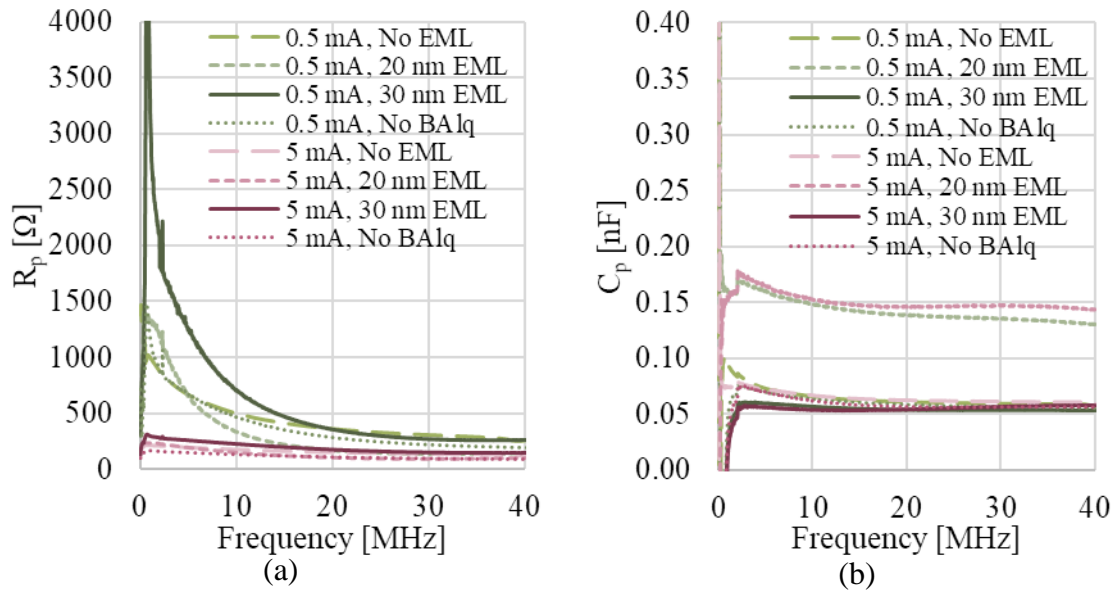 4000
3500
3000
2500
2000
1500
1000
500
0
R_p [Ω]
0.5 mA, No EML
0.5 mA, 20 nm EML
0.5 mA, 30 nm EML
0.5 mA, No BAlq
5 mA, No EML
5 mA, 20 nm EML
5 mA, 30 nm EML
5 mA, No BAlq
0 10 20 30 40
Frequency [MHz]
(a)
0.40
0.35
0.30
0.25
0.20
0.15
0.10
0.05
0.00
C_p [nF]
0.5 mA, No EML
0.5 mA, 20 nm EML
0.5 mA, 30 nm EML
0.5 mA, No BAlq
5 mA, No EML
5 mA, 20 nm EML
5 mA, 30 nm EML
5 mA, No BAlq
0 10 20 30 40
Frequency [MHz]
(b)